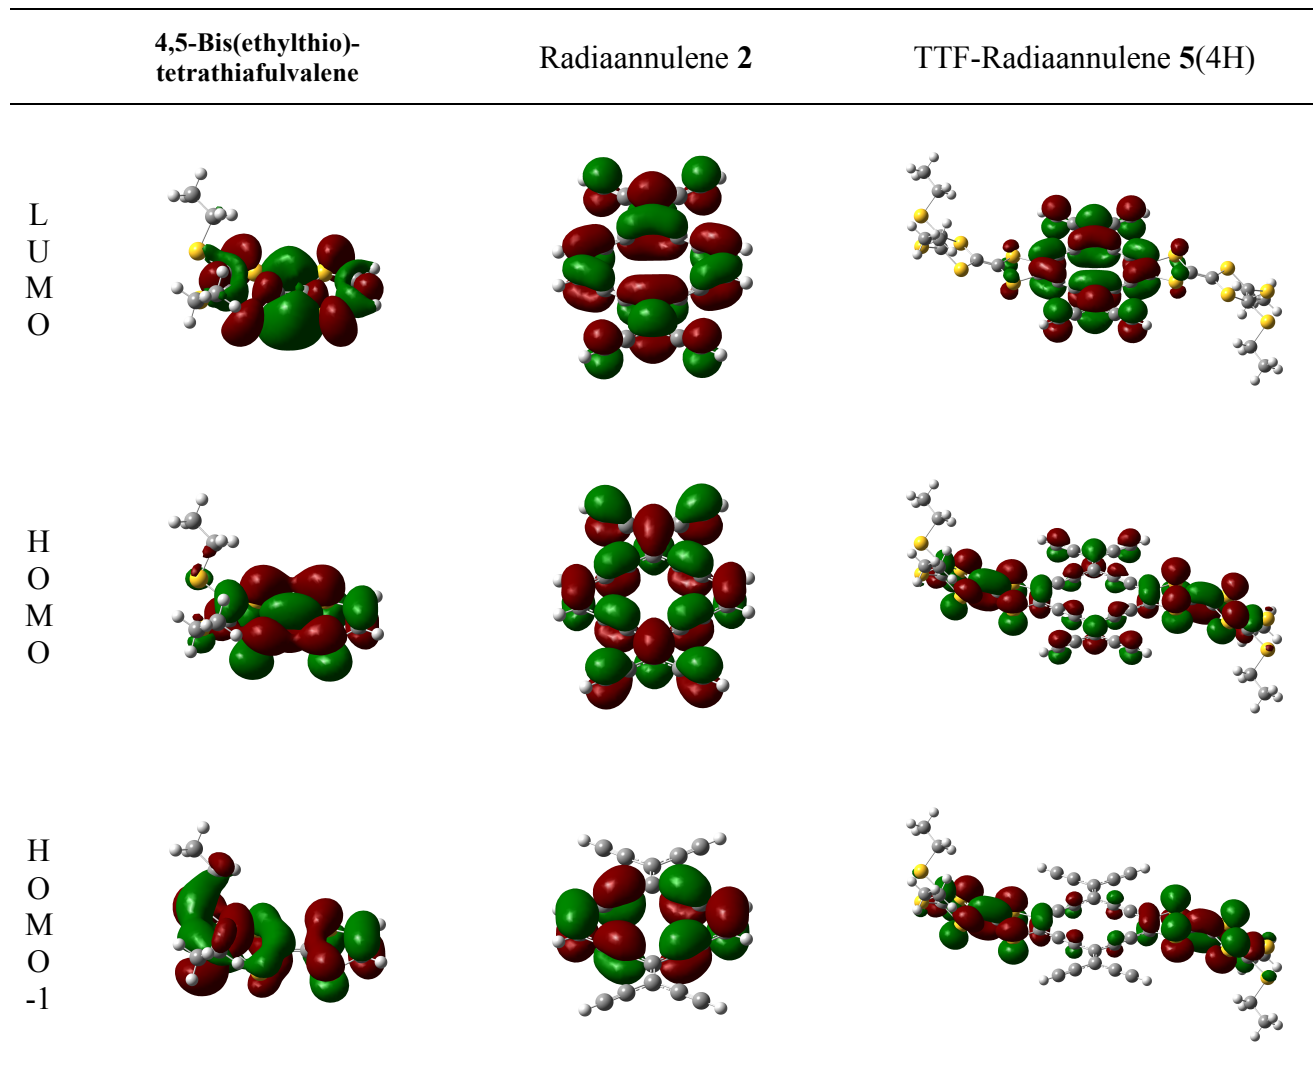 4,5-Bis(ethylthio)-
tetrathiafulvalene
Radiaannulene 2
TTF-Radiaannulene 5(4H)
L
U
M
O
H
O
M
O
H
O
M
O
-1